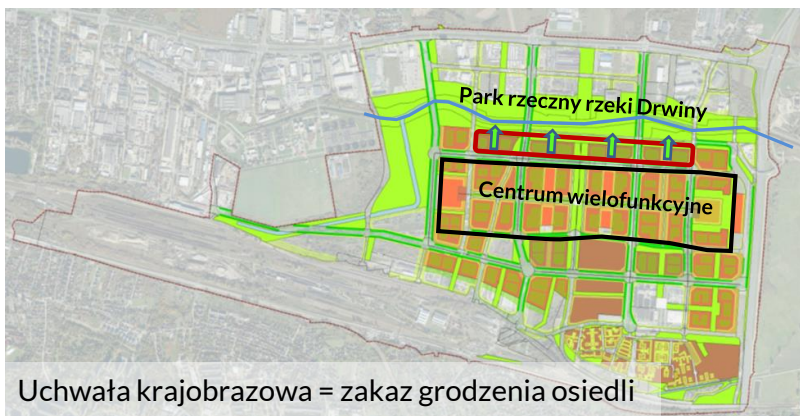 Park rzeczny rzeki Drwiny
Centrum wielofunkcyjne
Uchwała krajobrazowa = zakaz grodzenia osiedli